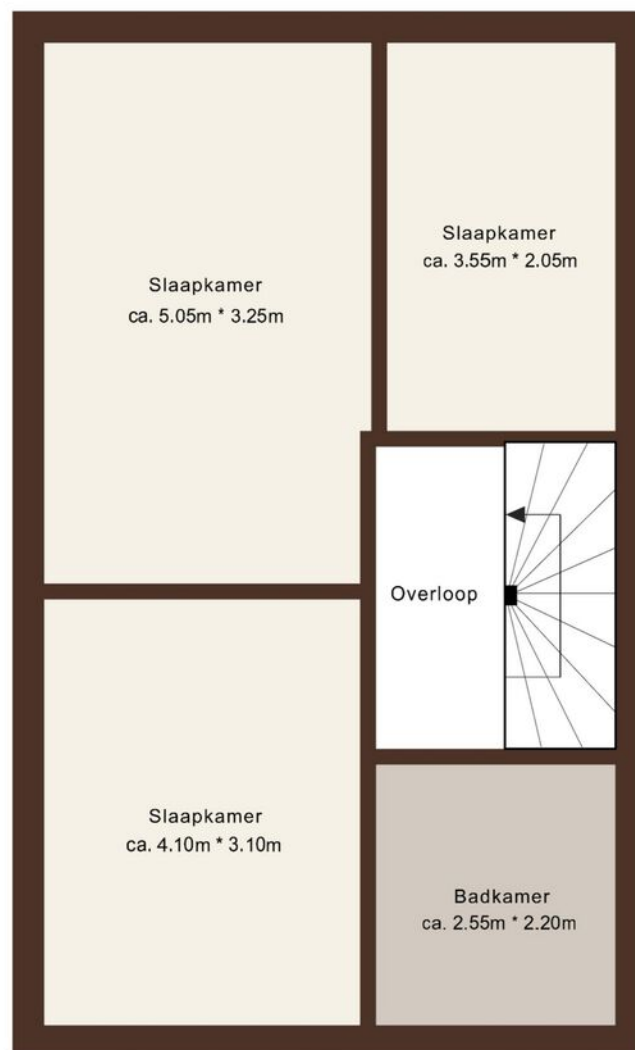 Slaapkamer
ca. 3.55m * 2.05m
Slaapkamer
ca. 5.05m * 3.25m
Overloop
Slaapkamer
ca. 4.10m * 3.10m
Badkamer
ca. 2.55m * 2.20m